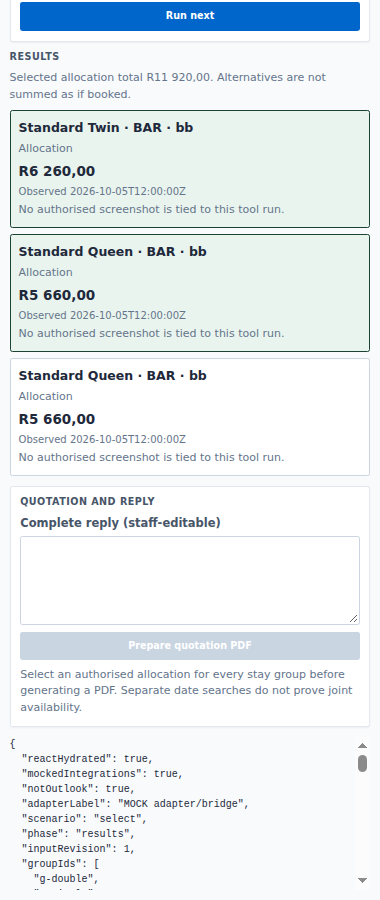 Run next
RESULTS
Selected allocation total R11 920,00. Alternatives are not
summed as if booked.
Standard Twin · BAR · bb
Allocation
R6 260,00
Observed 2026-10-05T12:00:00Z
No authorised screenshot is tied to this tool run.
Standard Queen · BAR · bb
Allocation
R5 660,00
Observed 2026-10-05T12:00:00Z
No authorised screenshot is tied to this tool run.
Standard Queen · BAR · bb
Allocation
R5 660,00
Observed 2026-10-05T12:00:00Z
No authorised screenshot is tied to this tool run.
QUOTATION AND REPLY
Complete reply (staff-editable)
Prepare quotation PDF
Select an authorised allocation for every stay group before
generating a PDF. Separate date searches do not prove joint
availability.
{
"reactHydrated": true,
"mockedIntegrations": true,
"notOutlook": true,
"adapterLabel": "MOCK adapter/bridge",
"scenario": "select",
"phase": "results",
"inputRevision": 1,
"groupIds": [
"g-double",